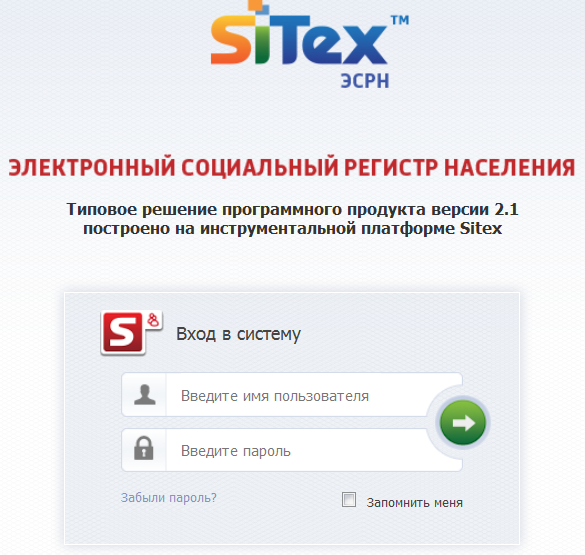 SiTex™
ЭСРН
ЭЛЕКТРОННЫЙ СОЦИАЛЬНЫЙ РЕГИСТР НАСЕЛЕНИЯ
Типовое решение программного продукта версии 2.1
построено на инструментальной платформе Sitex
S 8
Вход в систему
Введите имя пользователя
Введите пароль
Забыли пароль?
Запомнить меня